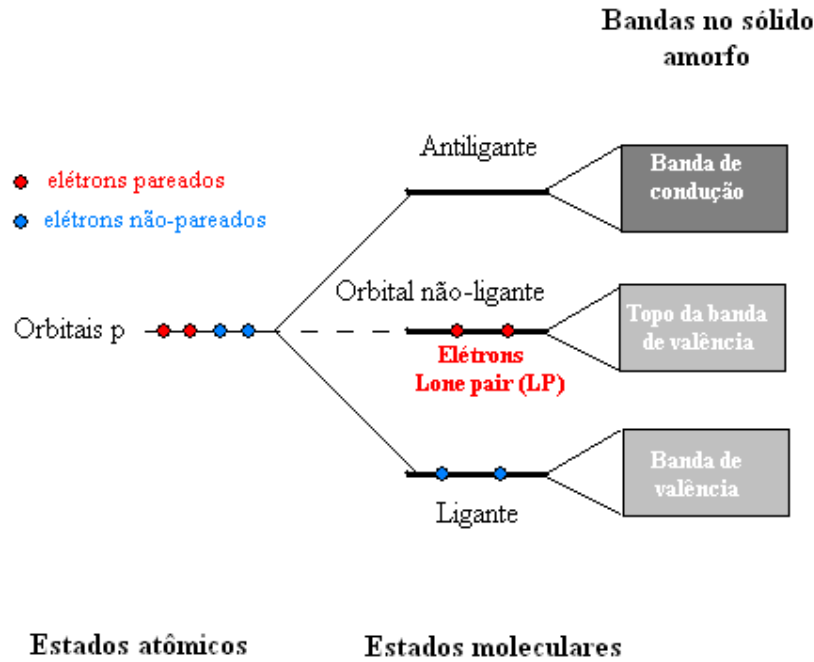 Bandas no sólido
amorfo
Antiligante
Banda de
condução
elétrons pareados
elétrons não-pareados
Orbital não-ligante
Orbitais p
Topo da banda
de valência
Elétrons
Lone pair (LP)
Banda de
valência
Ligante
Estados atômicos
Estados moleculares